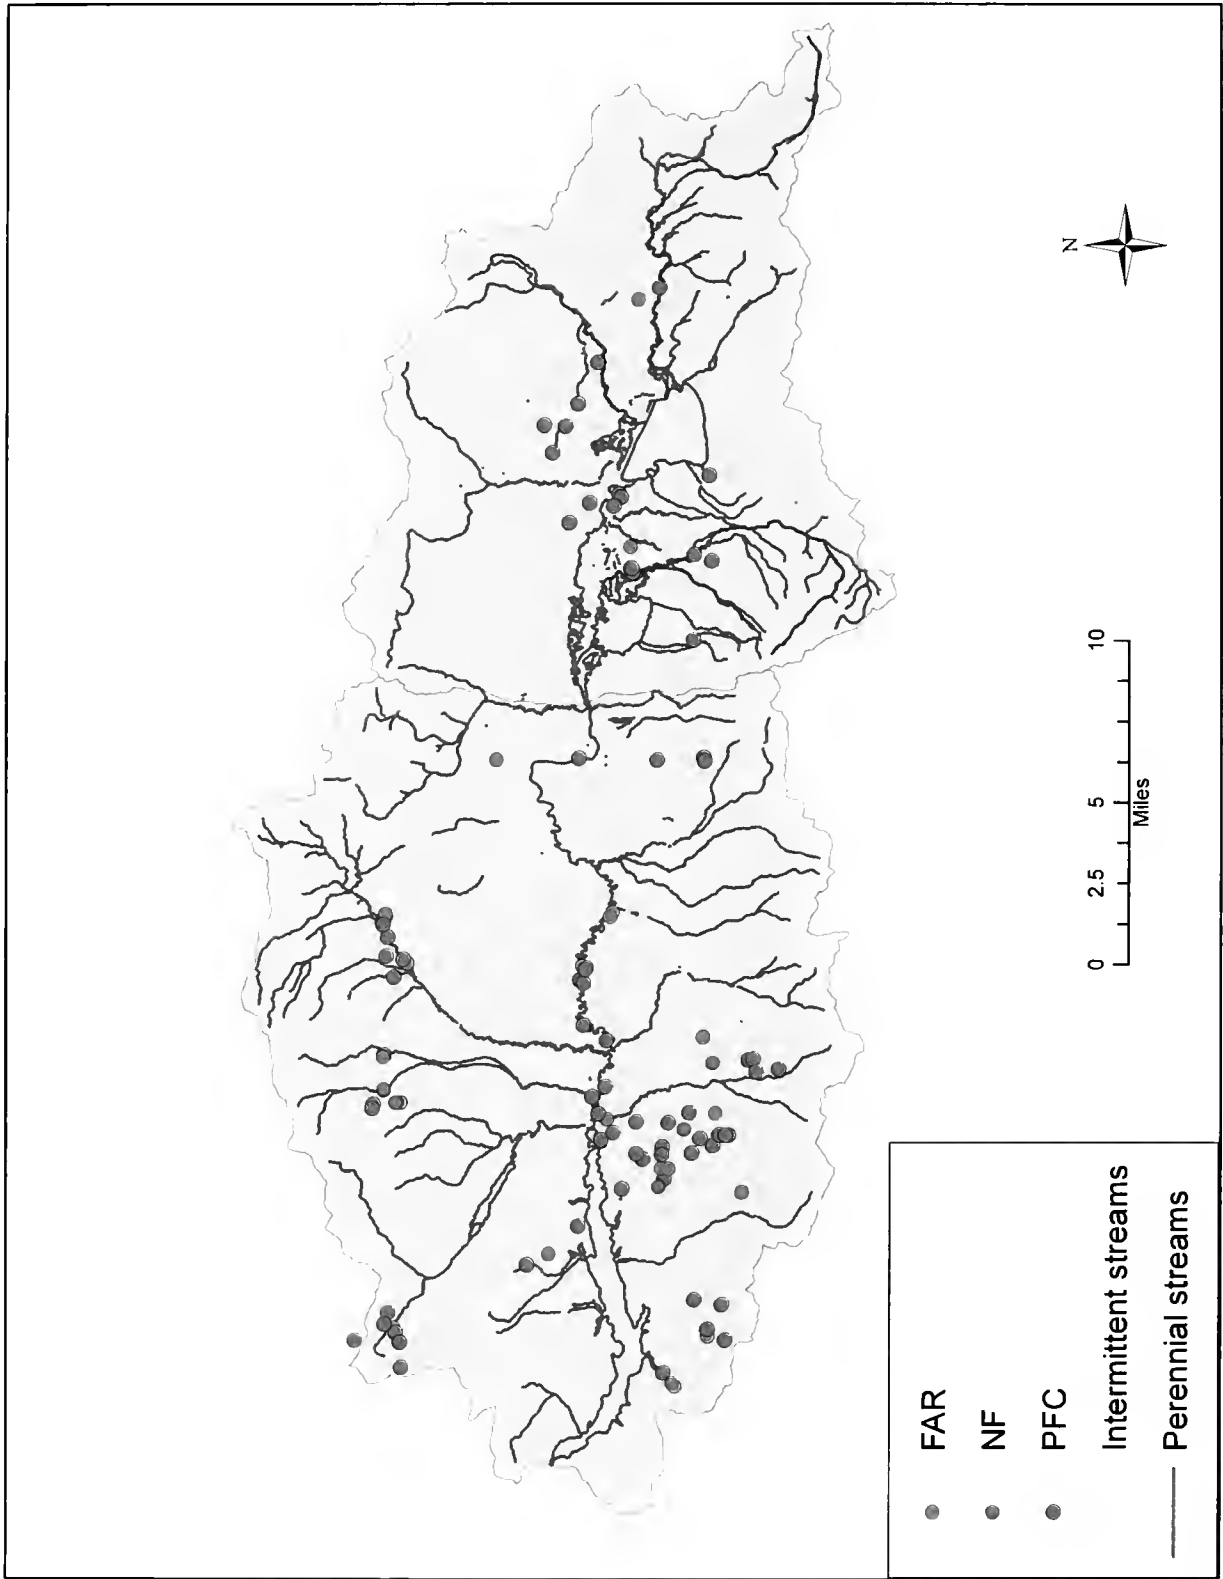 N
0 2.5 5 10
Miles
FAR
NF
PFC
Intermittent streams
Perennial streams